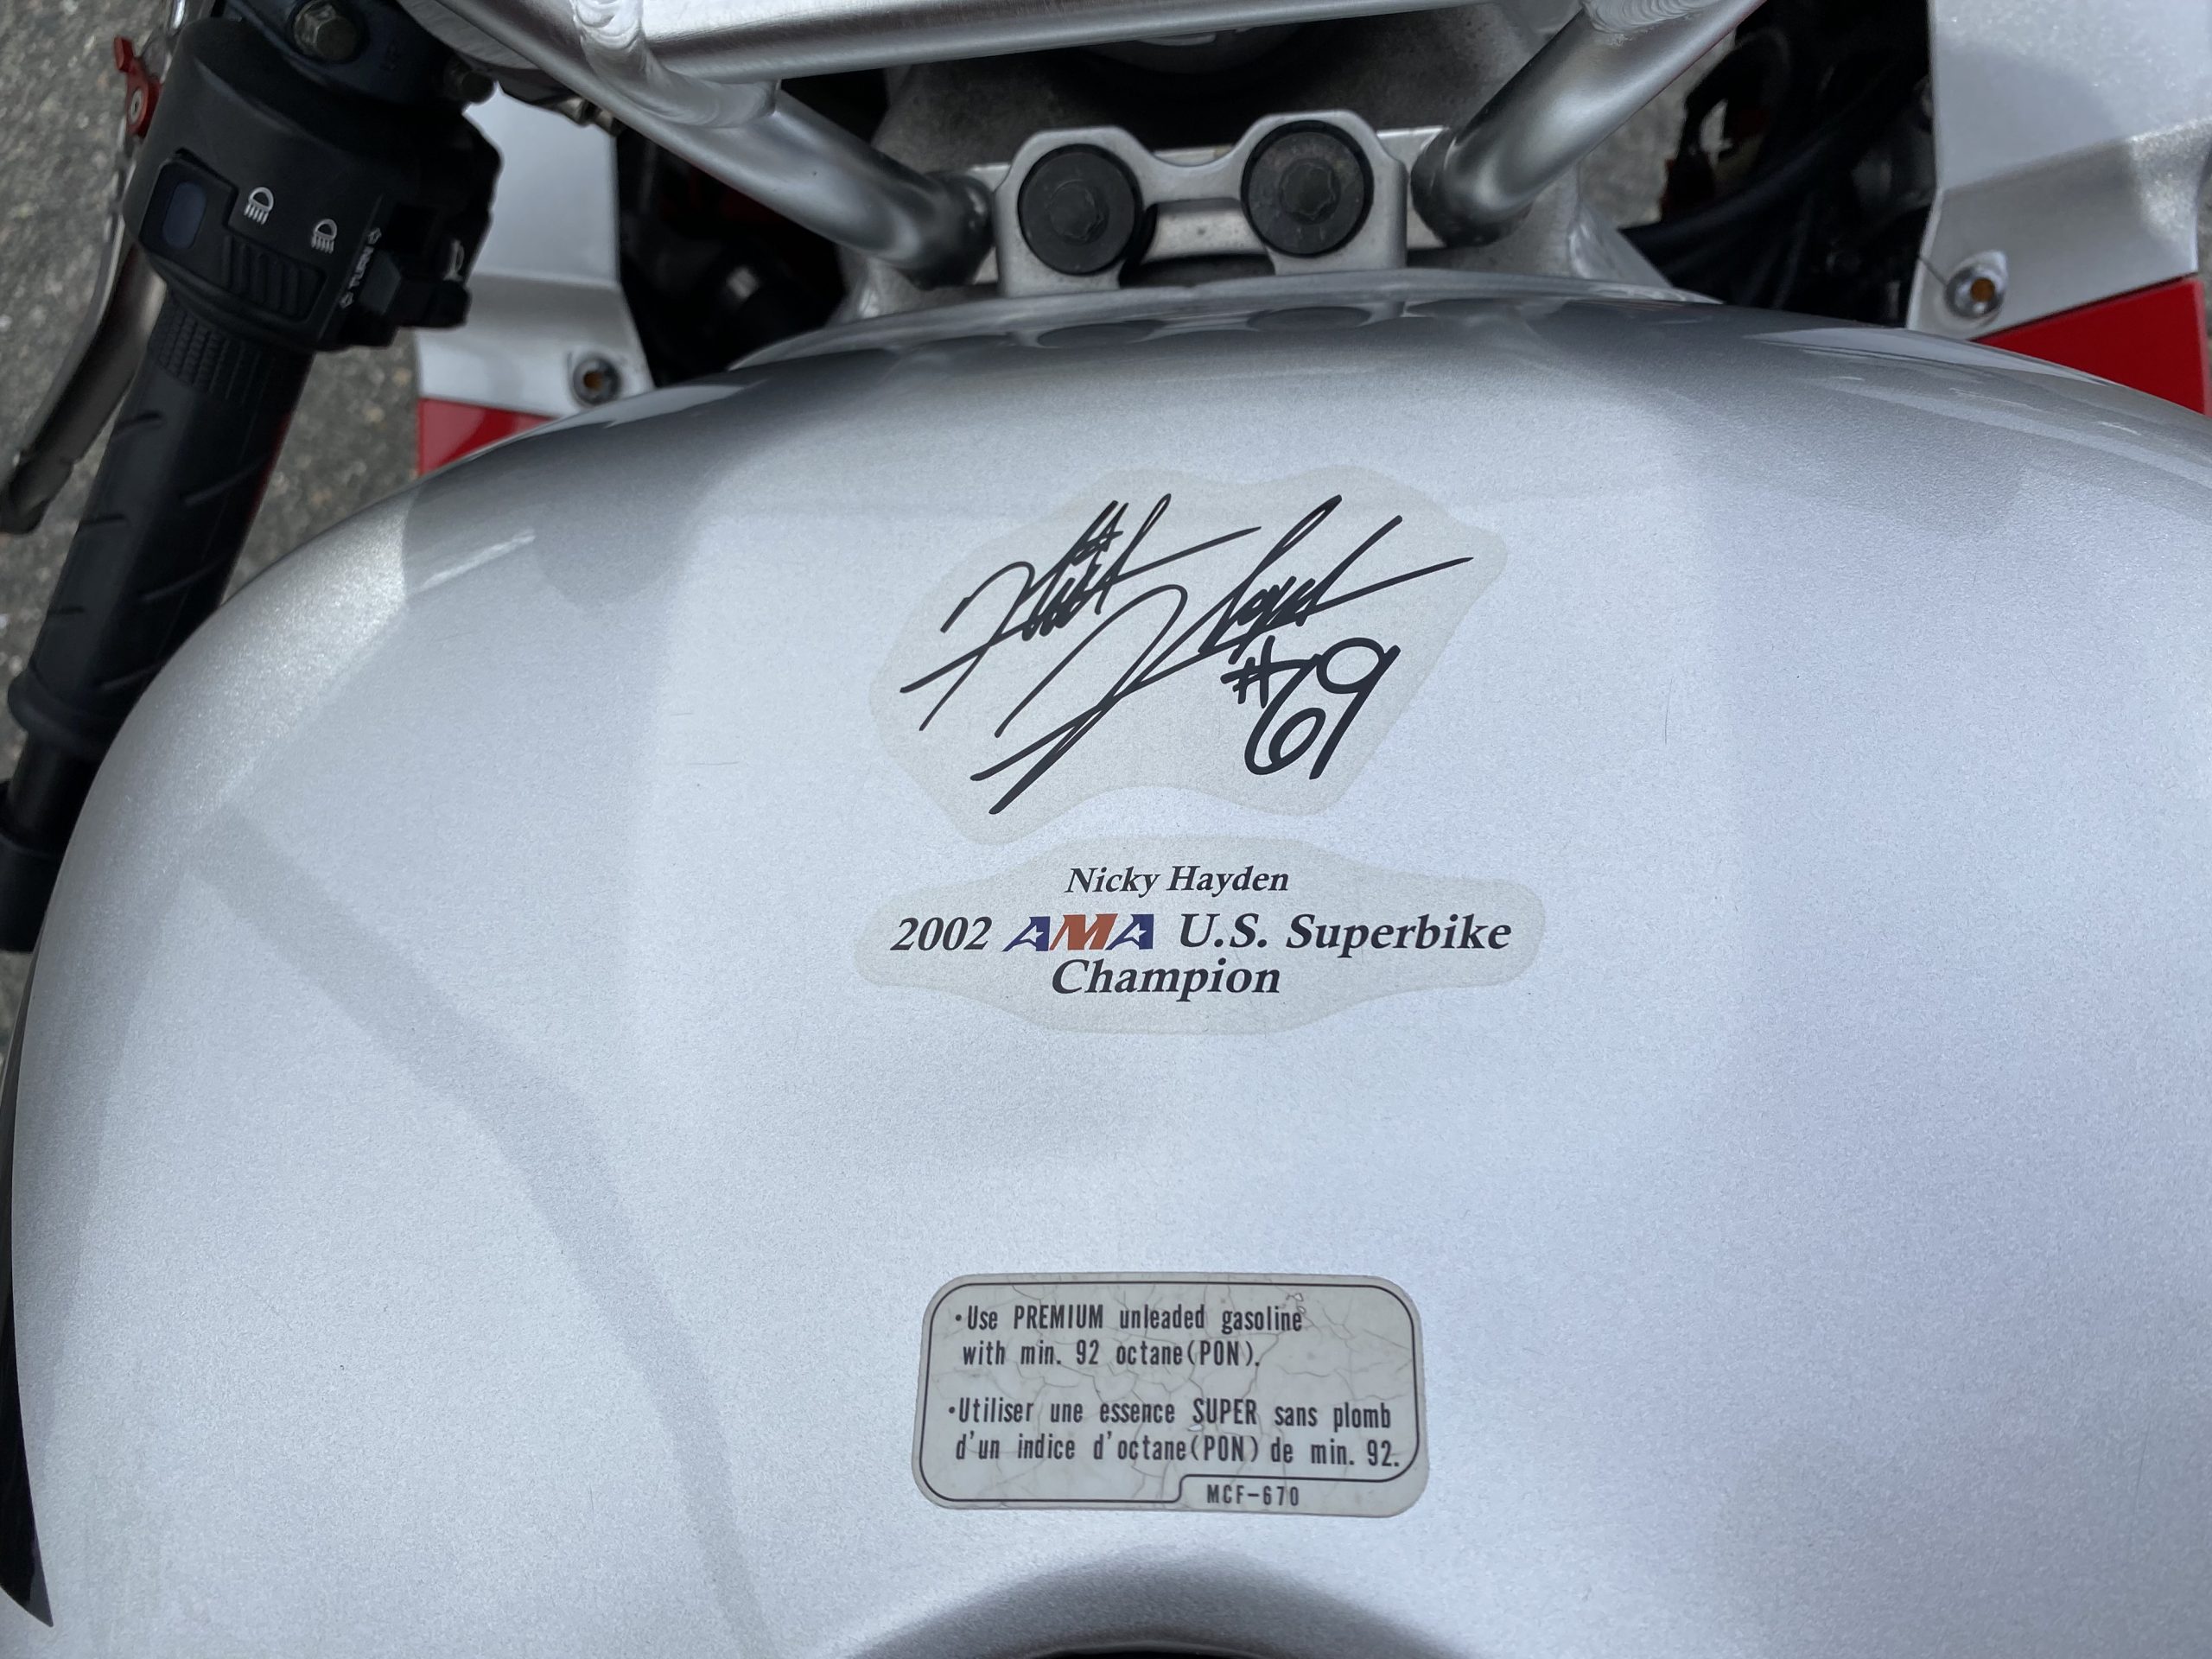 TURN
#69
Nicky Hayden
2002 AMA U.S. Superbike
Champion
•Use PREMIUM unleaded gasoline
with min. 92 octane(PON).
•Utiliser une essence SUPER sans plomb
d'un indice d'octane(PON) de min. 92.
MCF-670